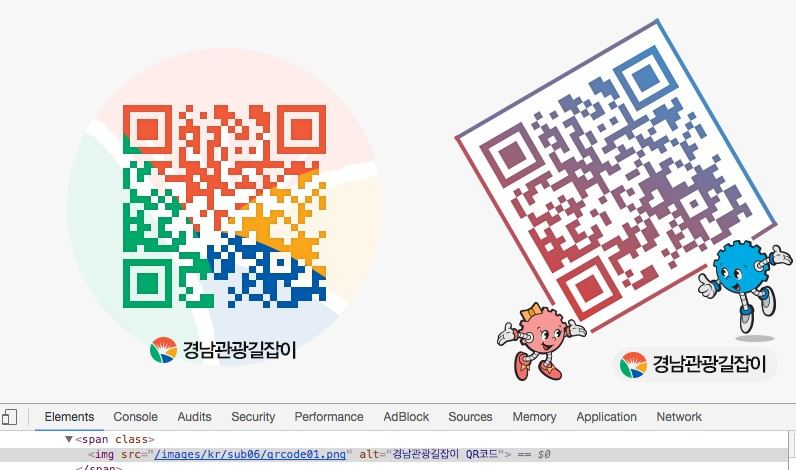 경남관광길잡이
경남관광길잡이
Elements Console Audits Security Performance AdBlock Sources Memory Application Network
▼<span class>
<img src="/images/kr/sub06/qrcode01.png" alt="경남관광길잡이 QR코드"> == $0
</span>